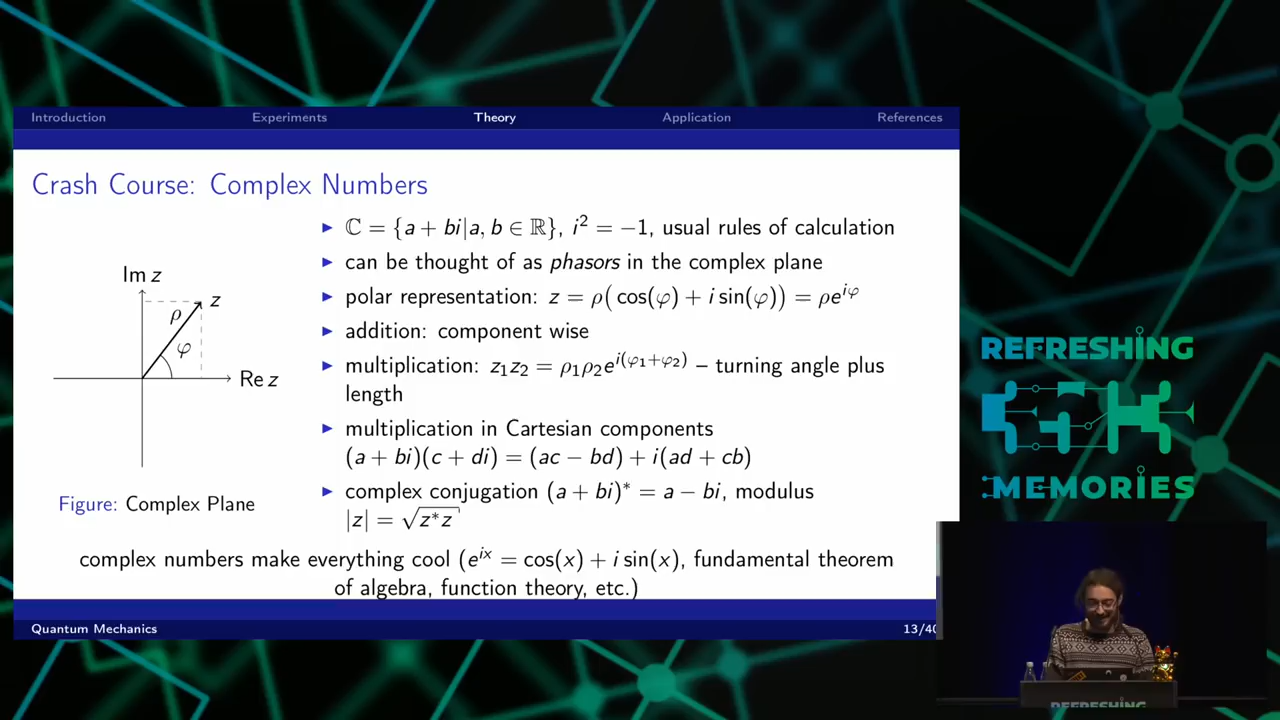 Introduction Experiments Theory Application References
Crash Course: Complex Numbers
▶ ℂ = {a + bi|a, b ∈ ℝ}, i² = −1, usual rules of calculation
▶ can be thought of as phasors in the complex plane
▶ polar representation: z = ρ(cos(φ) + i sin(φ)) = ρe^{iφ}
▶ addition: component wise
▶ multiplication: z₁z₂ = ρ₁ρ₂e^{i(φ₁+φ₂)} – turning angle plus
length
▶ multiplication in Cartesian components
(a + bi)(c + di) = (ac − bd) + i(ad + cb)
▶ complex conjugation (a + bi)* = a − bi, modulus
|z| = √z*z
Im z
z
ρ
φ
Re z
Figure: Complex Plane
complex numbers make everything cool (e^{ix} = cos(x) + i sin(x), fundamental theorem
of algebra, function theory, etc.)
Quantum Mechanics 13/40
REFRESHING
MEMORIES
REFRESHING